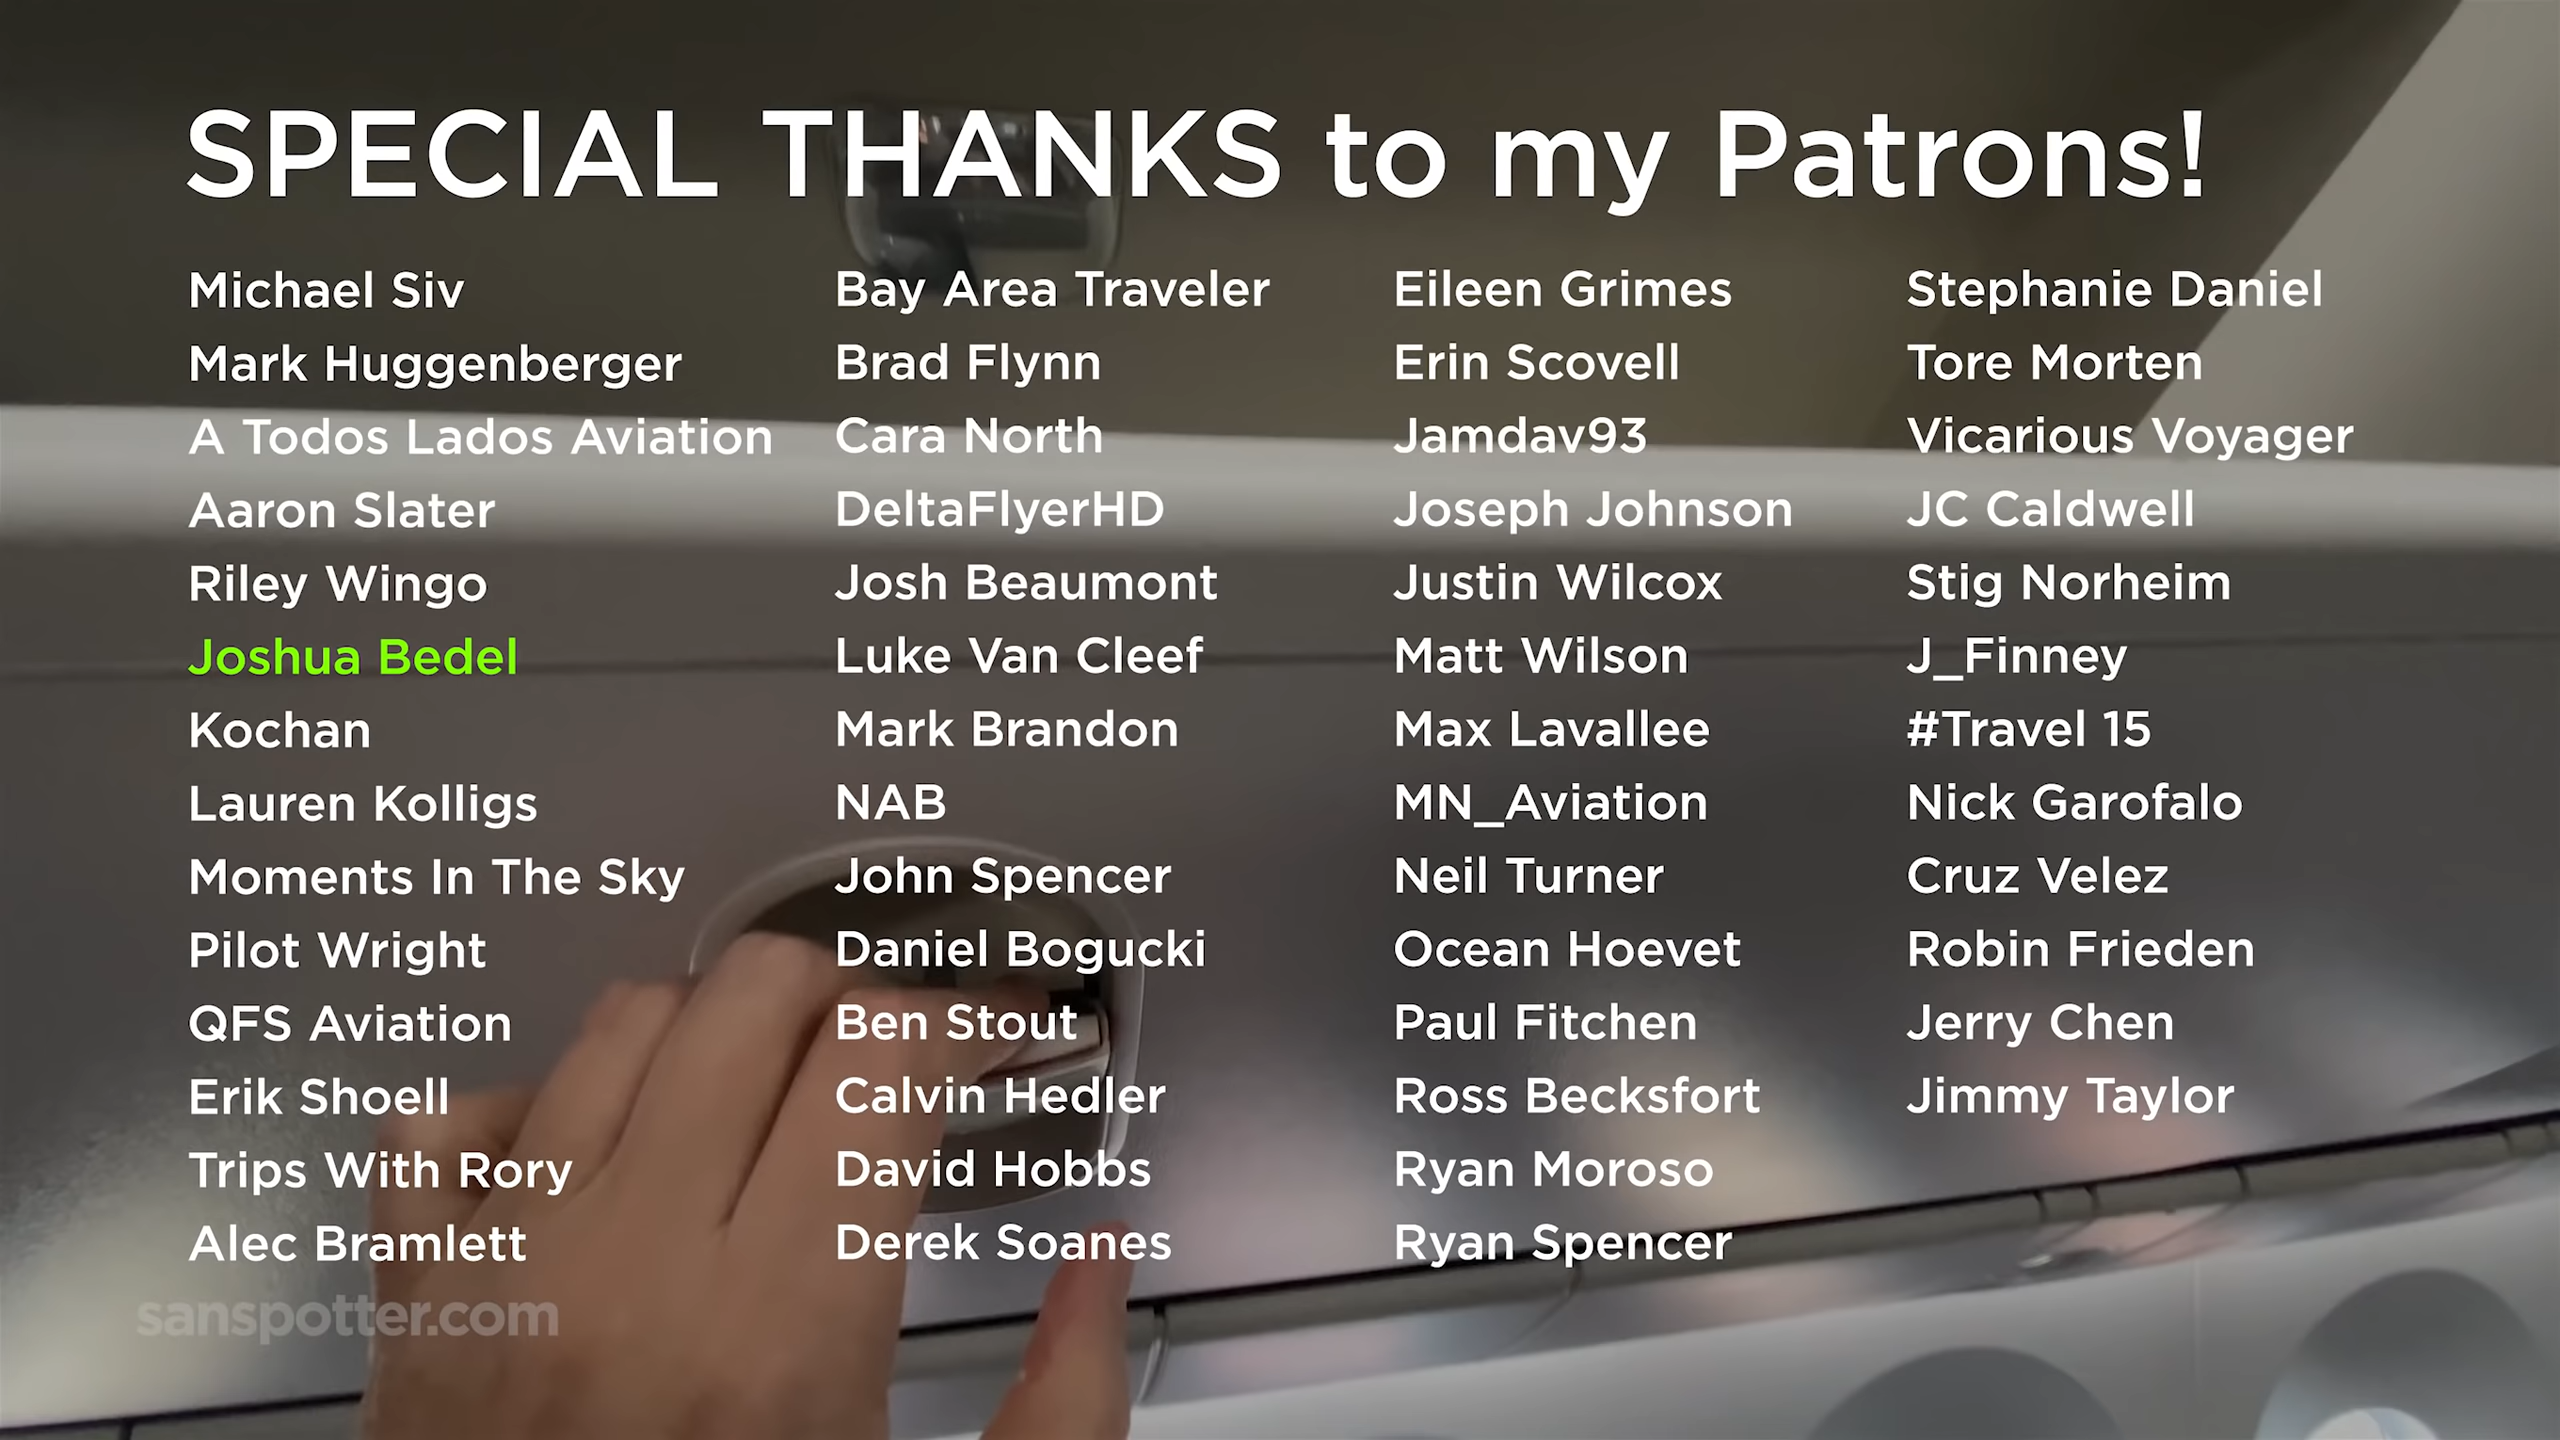 SPECIAL THANKS to my Patrons!
Michael Siv
Mark Huggenberger
A Todos Lados Aviation
Aaron Slater
Riley Wingo
Joshua Bedel
Kochan
Lauren Kolligs
Moments In The Sky
Pilot Wright
QFS Aviation
Erik Shoell
Trips With Rory
Alec Bramlett
Bay Area Traveler
Brad Flynn
Cara North
DeltaFlyerHD
Josh Beaumont
Luke Van Cleef
Mark Brandon
NAB
John Spencer
Daniel Bogucki
Ben Stout
Calvin Hedler
David Hobbs
Derek Soanes
Eileen Grimes
Erin Scovell
Jamdav93
Joseph Johnson
Justin Wilcox
Matt Wilson
Max Lavallee
MN_Aviation
Neil Turner
Ocean Hoevet
Paul Fitchen
Ross Becksfort
Ryan Moroso
Ryan Spencer
Stephanie Daniel
Tore Morten
Vicarious Voyager
JC Caldwell
Stig Norheim
J_Finney
#Travel 15
Nick Garofalo
Cruz Velez
Robin Frieden
Jerry Chen
Jimmy Taylor
sanspotter.com